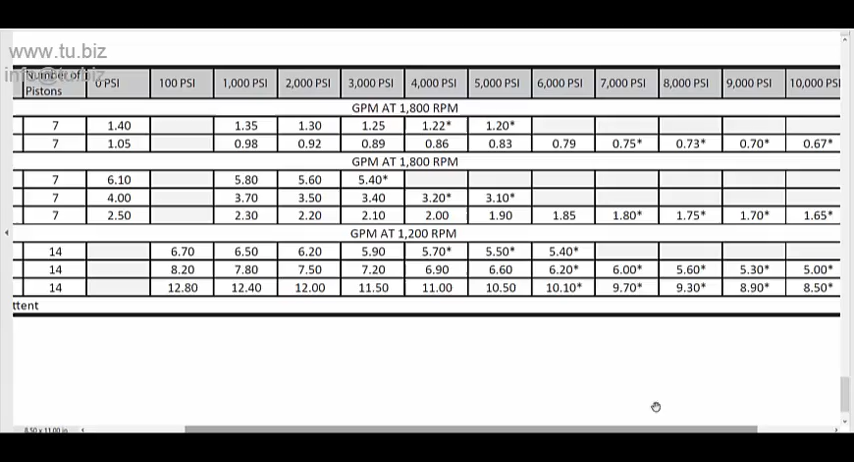 www.tu.biz
info@tu.biz
Number of Pistons 0 PSI 100 PSI 1,000 PSI 2,000 PSI 3,000 PSI 4,000 PSI 5,000 PSI 6,000 PSI 7,000 PSI 8,000 PSI 9,000 PSI 10,000 PSI
GPM AT 1,800 RPM
7 1.40 1.35 1.30 1.25 1.22* 1.20*
7 1.05 0.98 0.92 0.89 0.86 0.83 0.79 0.75* 0.73* 0.70* 0.67*
GPM AT 1,800 RPM
7 6.10 5.80 5.60 5.40*
7 4.00 3.70 3.50 3.40 3.20* 3.10*
7 2.50 2.30 2.20 2.10 2.00 1.90 1.85 1.80* 1.75* 1.70* 1.65*
GPM AT 1,200 RPM
14 6.70 6.50 6.20 5.90 5.70* 5.50* 5.40*
14 8.20 7.80 7.50 7.20 6.90 6.60 6.20* 6.00* 5.60* 5.30* 5.00*
14 12.80 12.40 12.00 11.50 11.00 10.50 10.10* 9.70* 9.30* 8.90* 8.50*
ttent
8.50 x 11.00 in